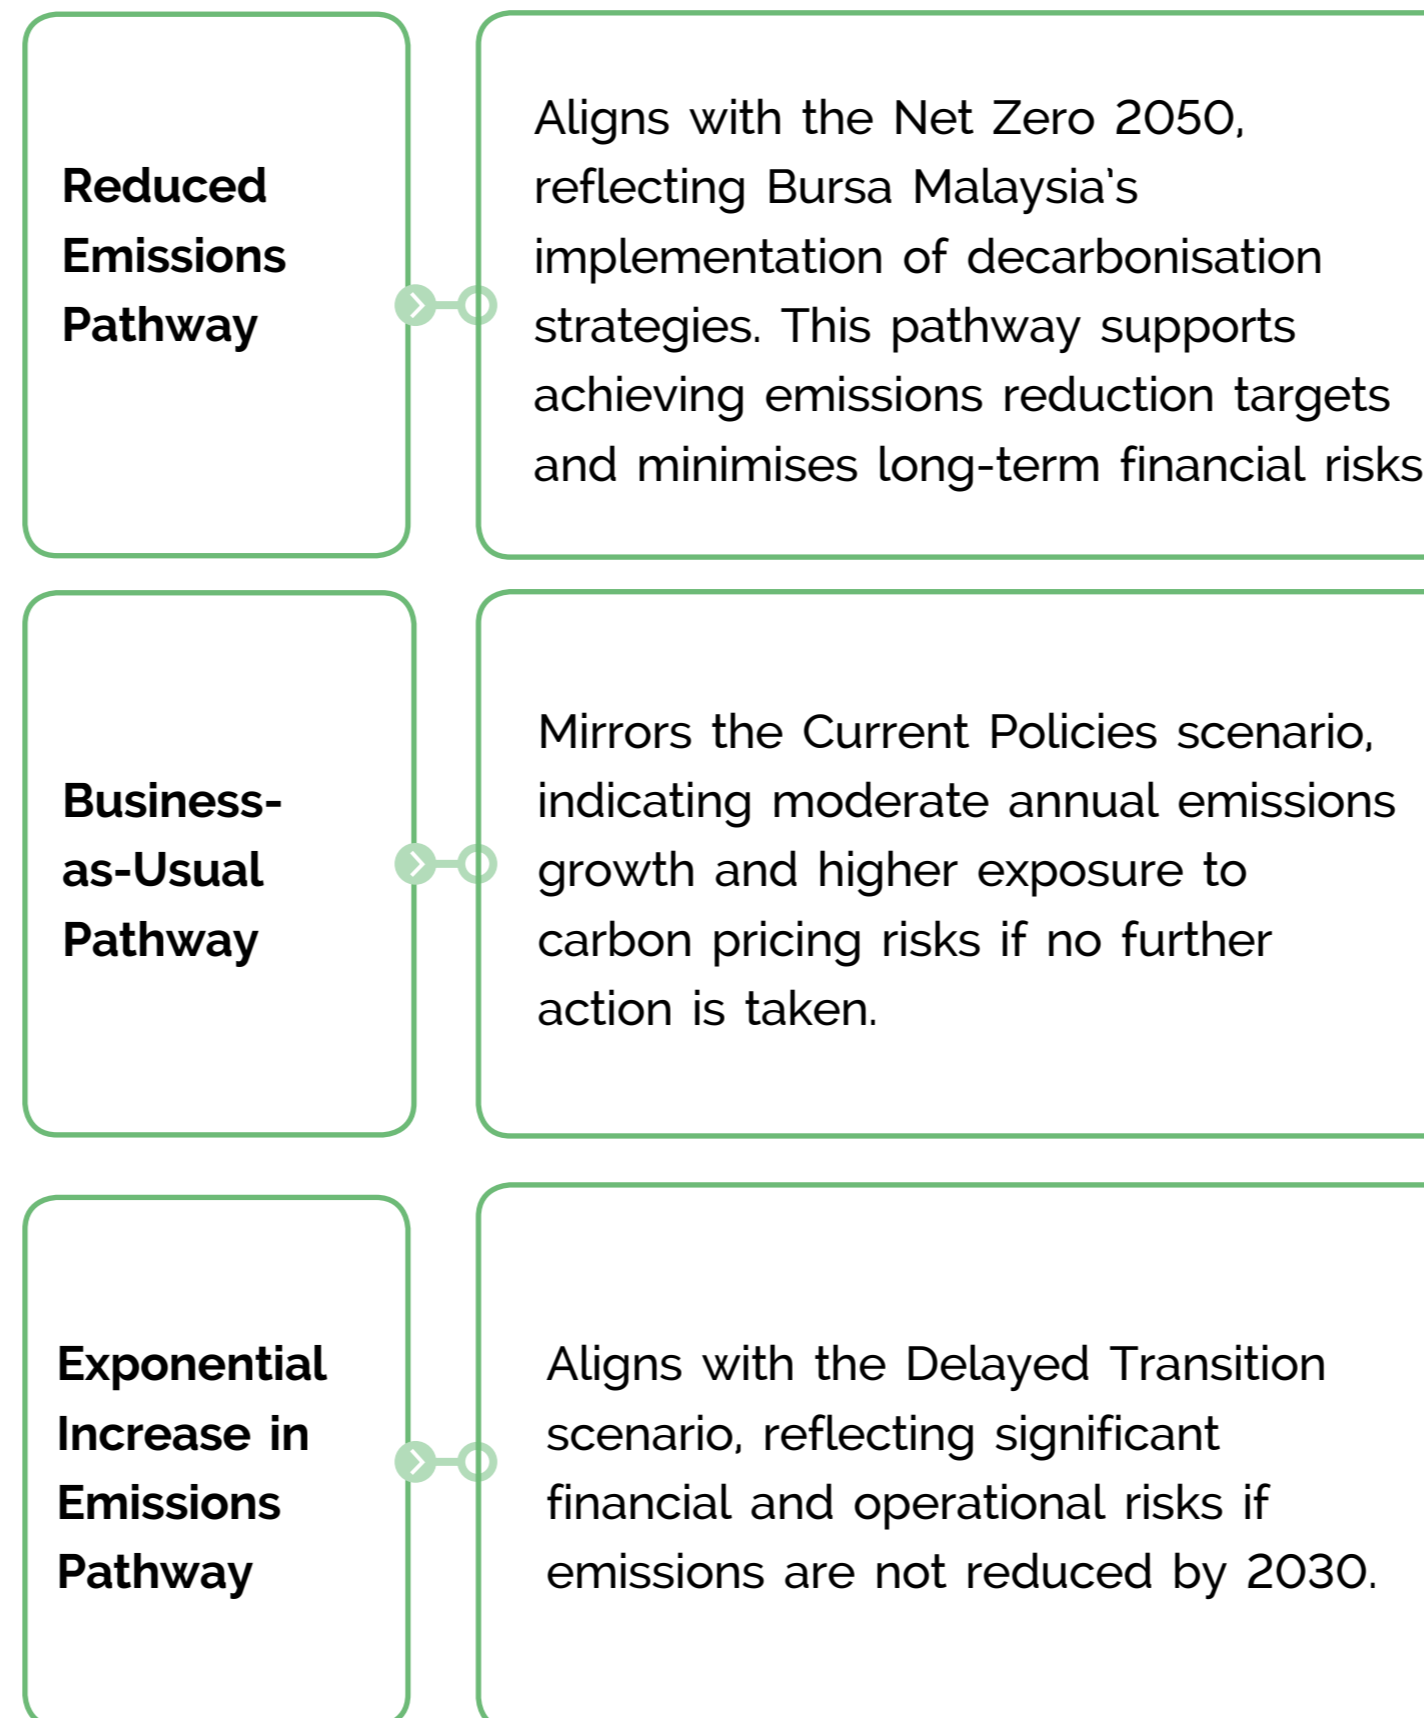 Reduced
Emissions
Pathway
Aligns with the Net Zero 2050,
reflecting Bursa Malaysia's
implementation of decarbonisation
strategies. This pathway supports
achieving emissions reduction targets
and minimises long-term financial risks
Business-
as-Usual
Pathway
Mirrors the Current Policies scenario,
indicating moderate annual emissions
growth and higher exposure to
carbon pricing risks if no further
action is taken.
Exponential
Increase in
Emissions
Pathway
Aligns with the Delayed Transition
scenario, reflecting significant
financial and operational risks if
emissions are not reduced by 2030.